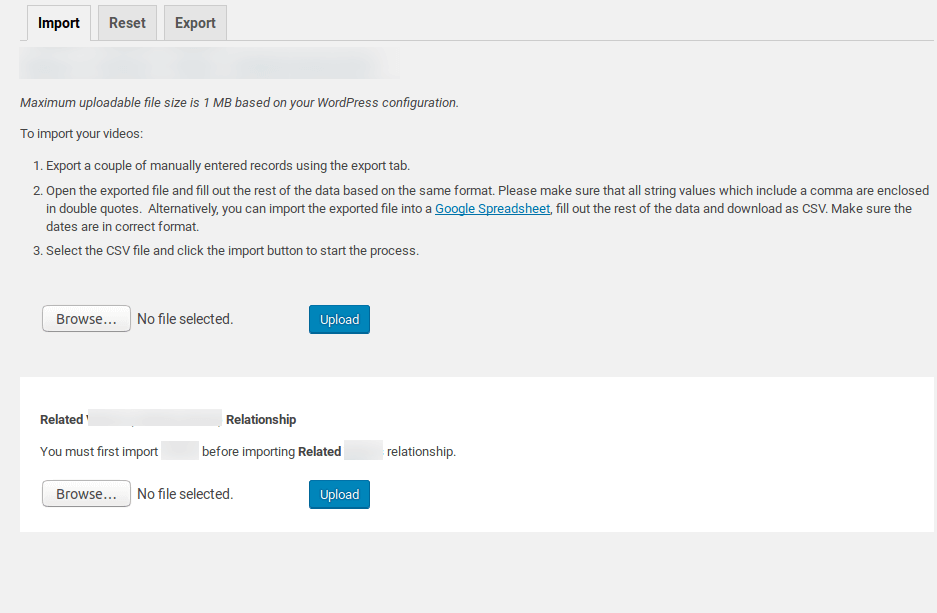 Import Reset Export
Maximum uploadable file size is 1 MB based on your WordPress configuration.
To import your videos:
1. Export a couple of manually entered records using the export tab.
2. Open the exported file and fill out the rest of the data based on the same format. Please make sure that all string values which include a comma are enclosed
in double quotes.  Alternatively, you can import the exported file into a Google Spreadsheet, fill out the rest of the data and download as CSV. Make sure the
dates are in correct format.
3. Select the CSV file and click the import button to start the process.
Browse... No file selected. Upload
Related Relationship
You must first import before importing Related relationship.
Browse... No file selected. Upload